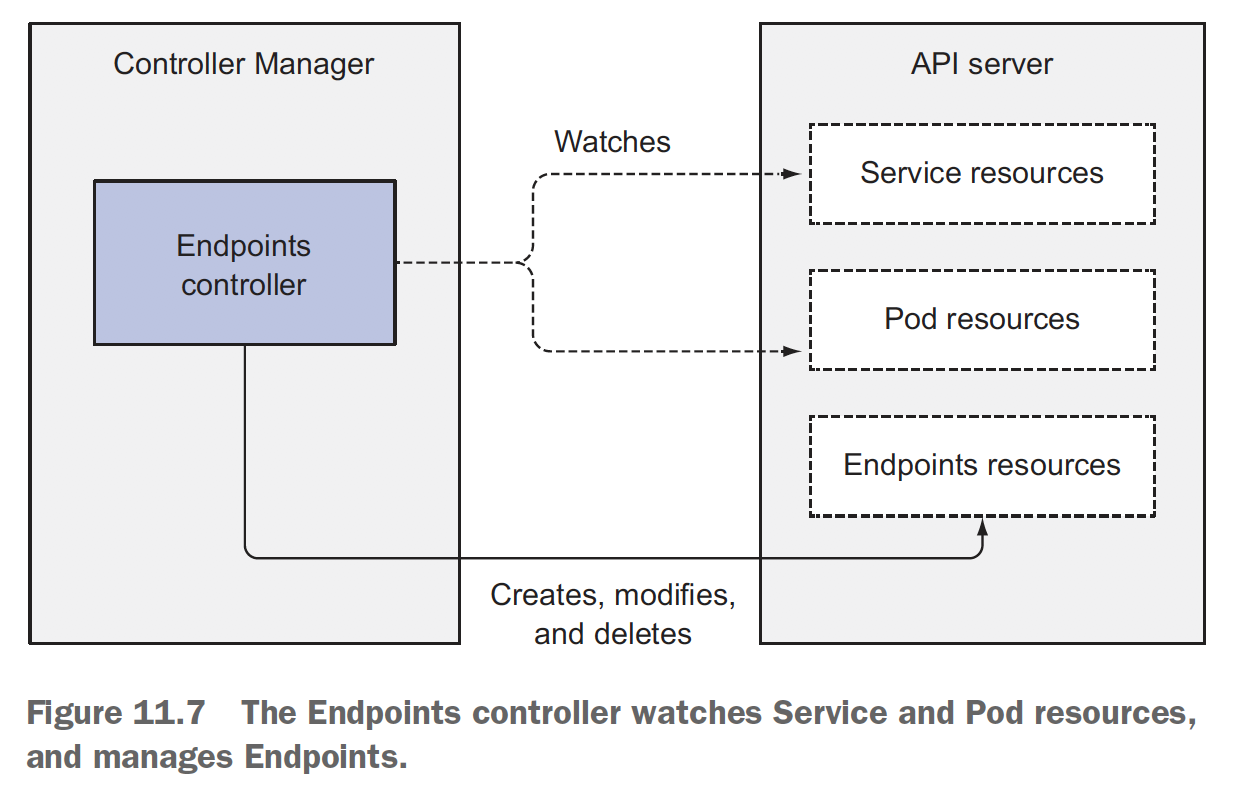 Controller Manager
API server
Watches
Service resources
Endpoints
controller
Pod resources
Endpoints resources
Creates, modifies,
and deletes
Figure 11.7 The Endpoints controller watches Service and Pod resources,
and manages Endpoints.